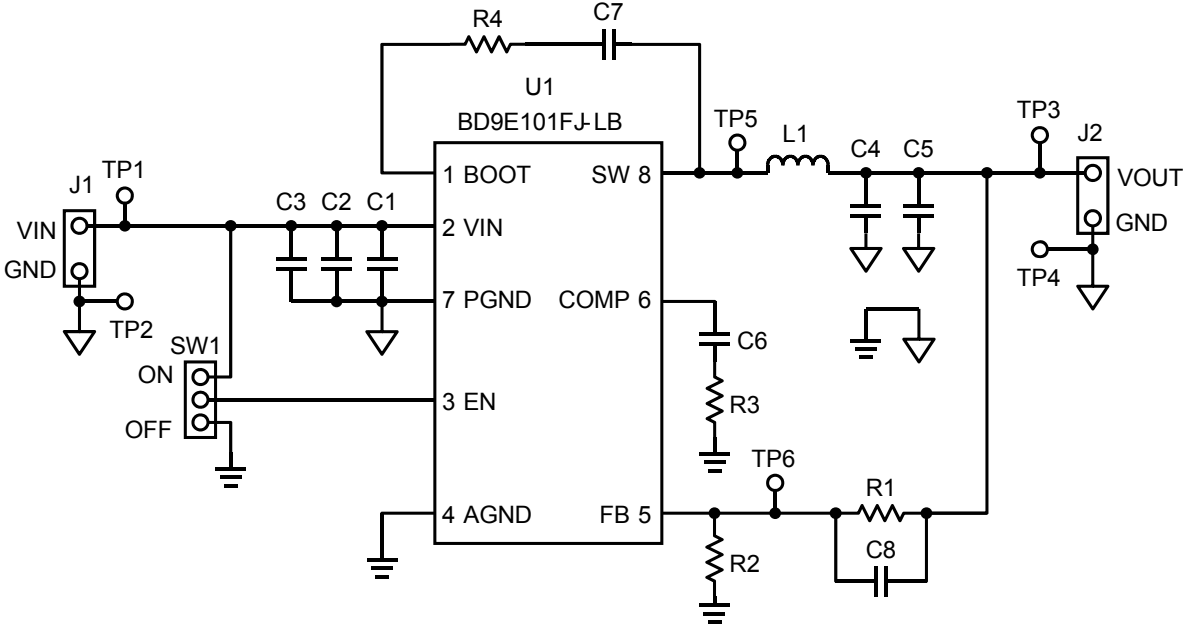 R4
C7
U1
BD9E101FJ-LB
TP5
L1
C4
C5
TP3
J2
VOUT
GND
TP4
1 BOOT
SW 8
J1
TP1
VIN
GND
TP2
C3
C2
C1
2 VIN
7 PGND
COMP 6
C6
R3
SW1
ON
OFF
3 EN
4 AGND
FB 5
TP6
R1
R2
C8